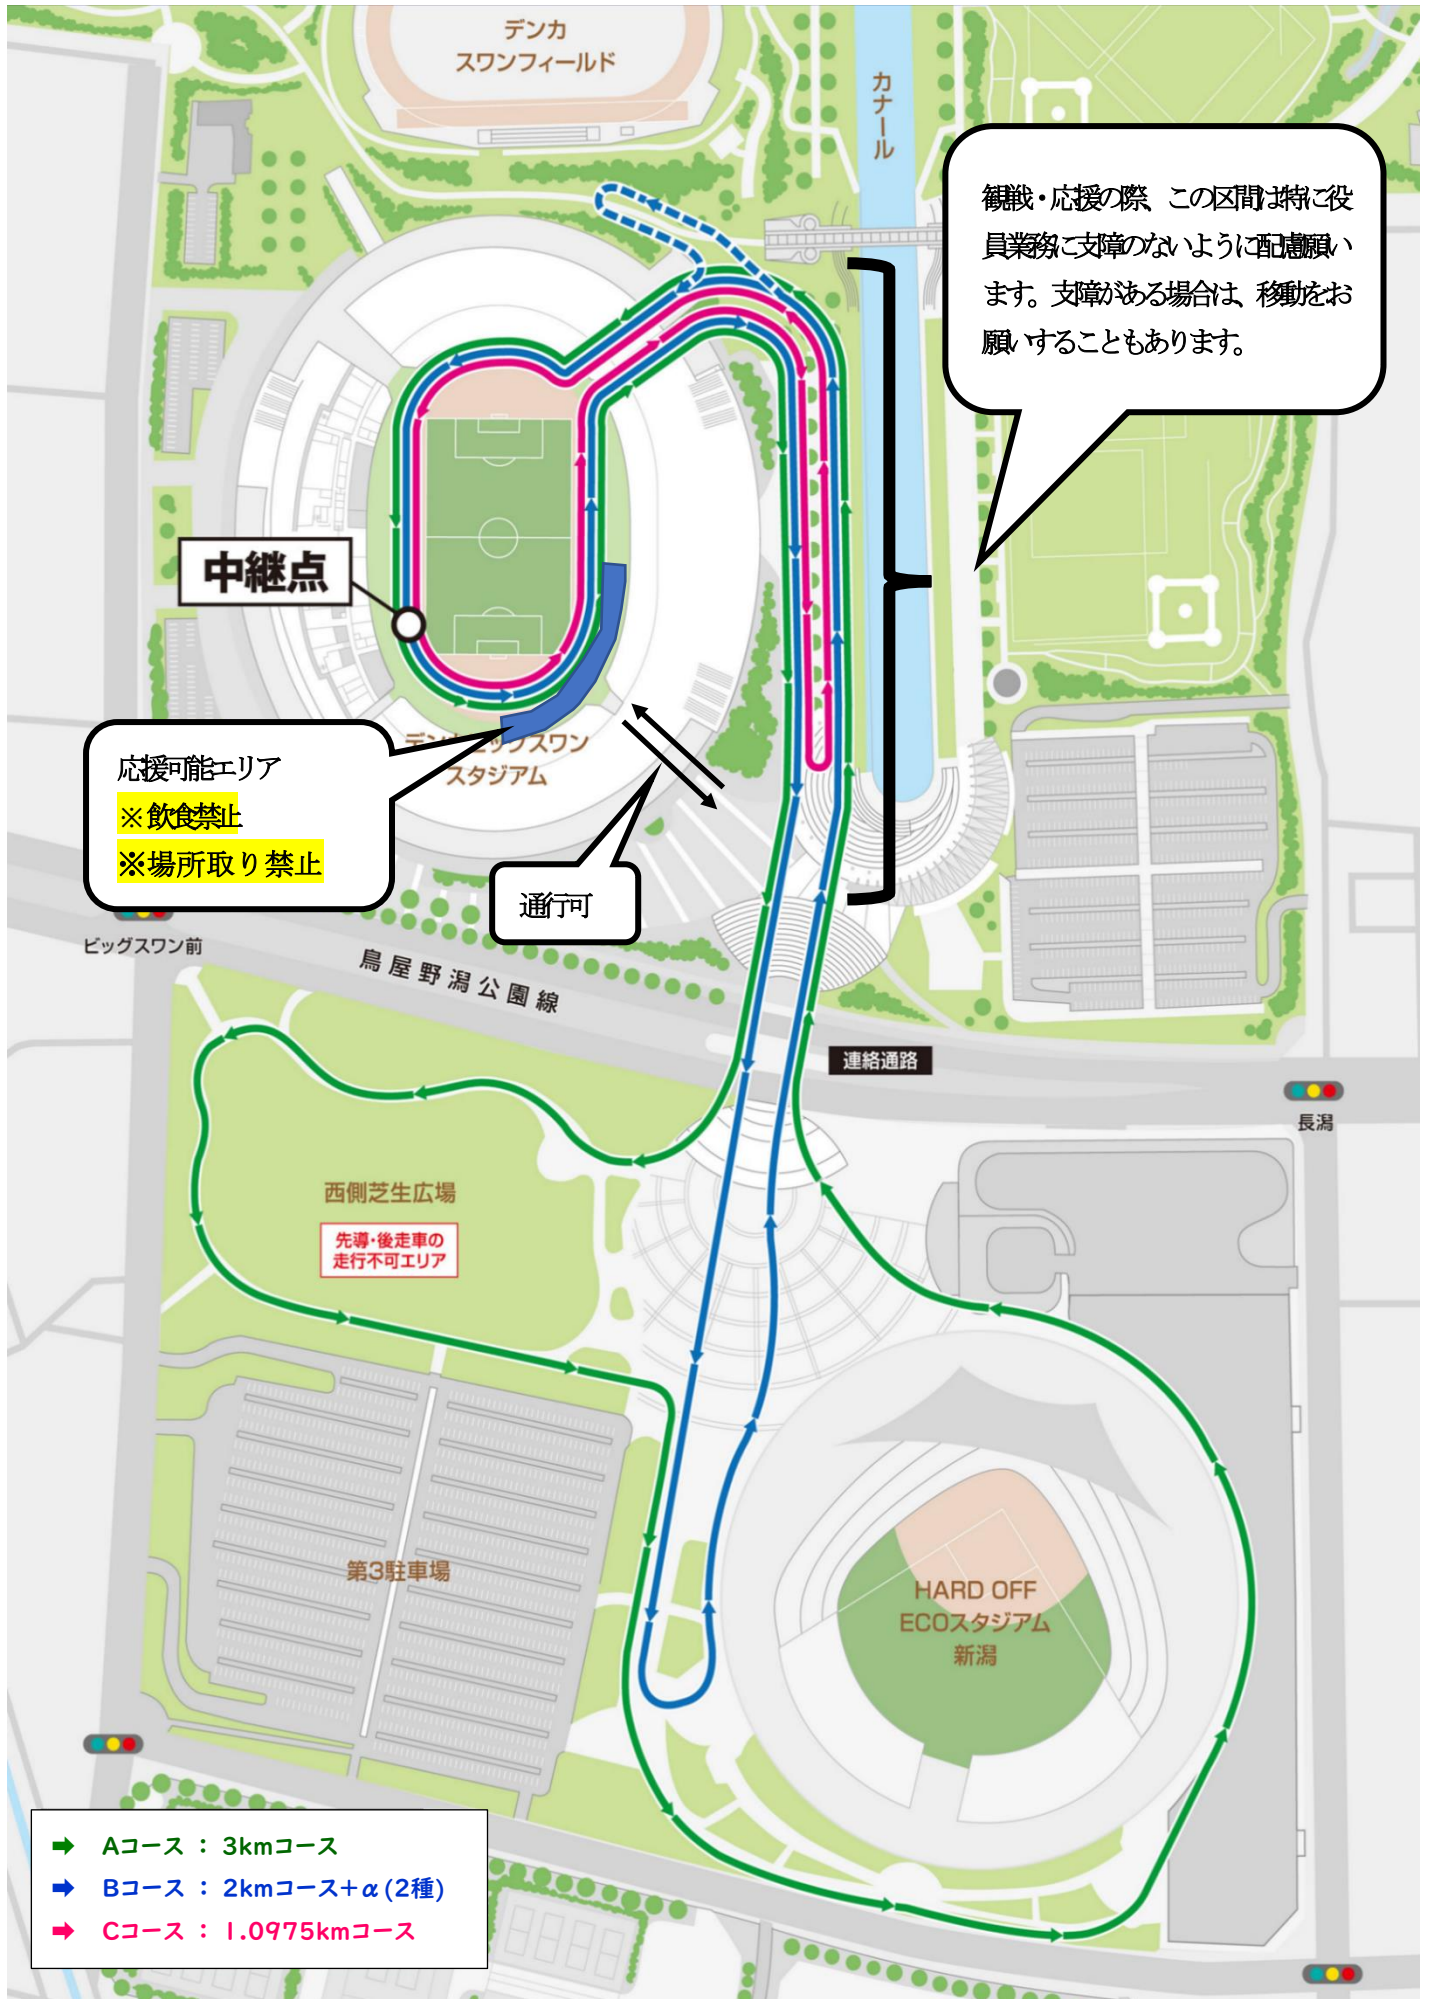 デンカ
スワンフィールド
カナール
観戦・応援の際、この区間は特に役
員業務に支障のないように配慮願い
ます。支障がある場合は、移動をお
願いすることもあります。
中継点
デンカビッグスワン
スタジアム
応援可能エリア
※飲食禁止
※場所取り禁止
通行可
ビッグスワン前
鳥屋野潟公園線
連絡通路
長潟
西側芝生広場
先導・後走車の
走行不可エリア
第3駐車場
HARD OFF
ECOスタジアム
新潟
Aコース : 3kmコース
Bコース : 2kmコース+α(2種)
Cコース : 1.0975kmコース